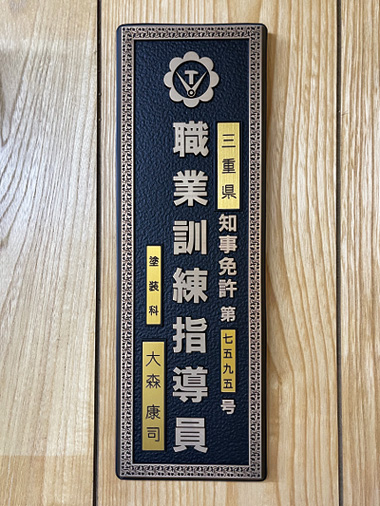 三重県知事免許第七五九五号
職業訓練指導員
塗装科
大森康司